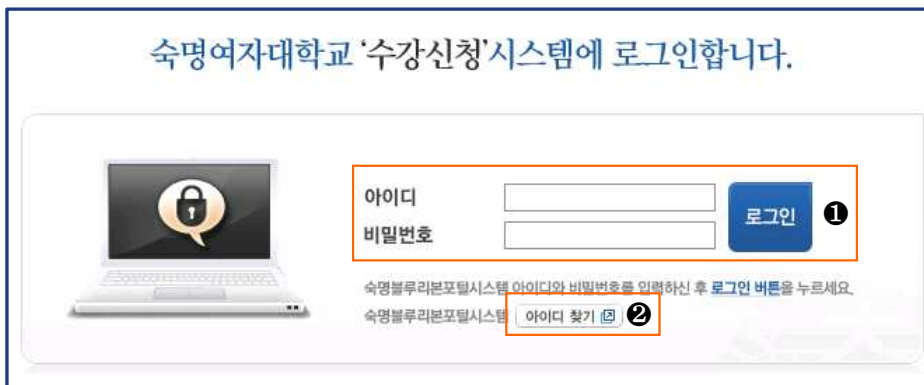 숙명여자대학교 '수강신청'시스템에 로그인합니다.
아이디
비밀번호
로그인 ❶
숙명블루리본포털시스템 아이디와 비밀번호를 입력하신 후 로그인 버튼을 누르세요.
숙명블루리본포털시스템 아이디 찾기 ❷